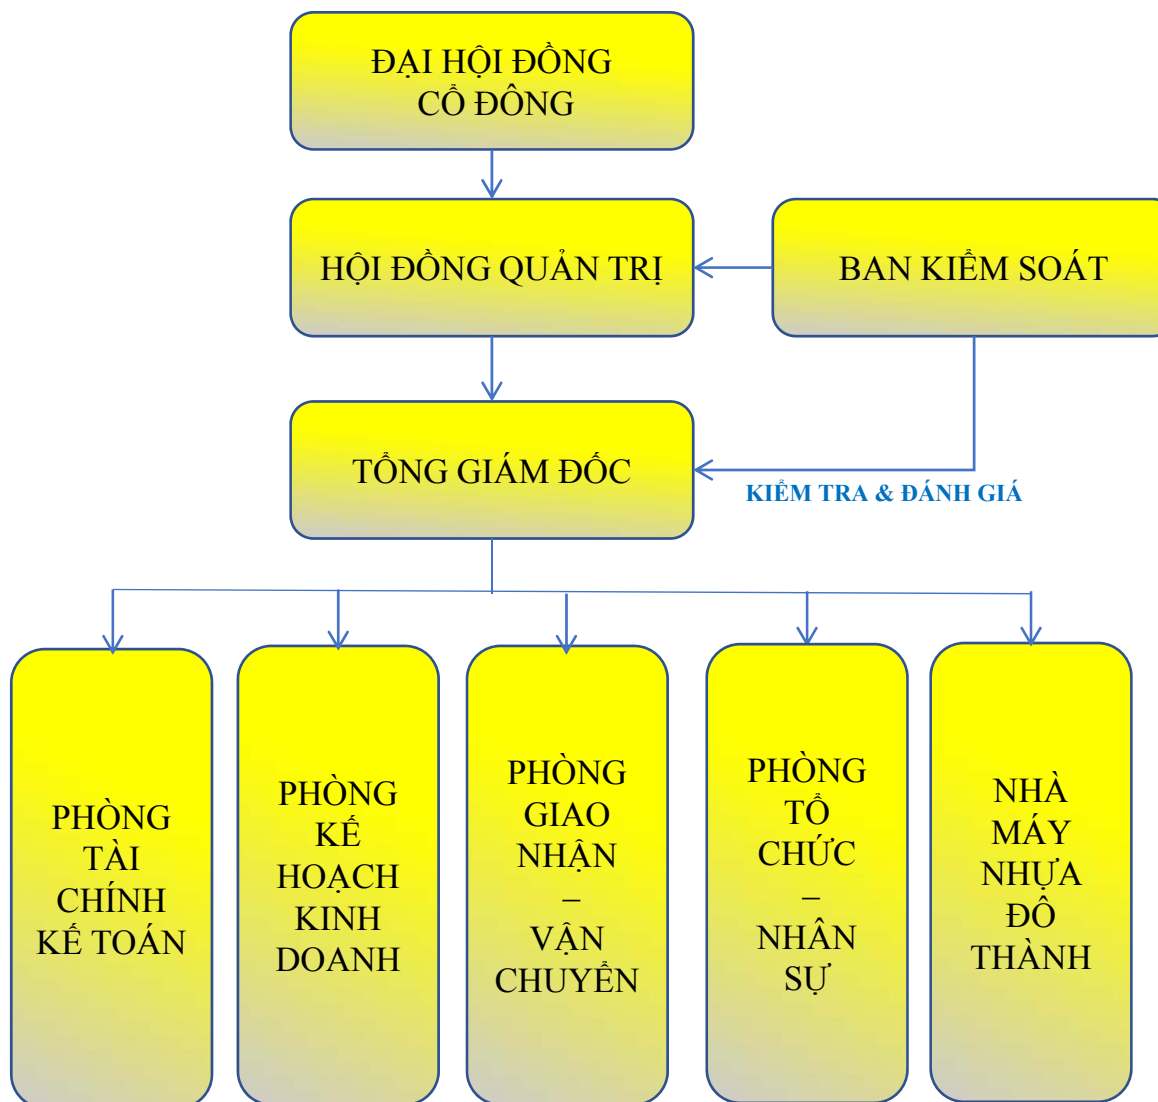 ĐẠI HỘI ĐỒNG
CỔ ĐÔNG
HỘI ĐỒNG QUẢN TRỊ
BAN KIỂM SOÁT
TỔNG GIÁM ĐỐC
KIỂM TRA & ĐÁNH GIÁ
PHÒNG
TÀI
CHÍNH
KẾ TOÁN
PHÒNG
KẾ
HOẠCH
KINH
DOANH
PHÒNG
GIAO
NHẬN
–
VẬN
CHUYỂN
PHÒNG
TỔ
CHỨC
–
NHÂN
SỰ
NHÀ
MÁY
NHỰA
ĐÔ
THÀNH